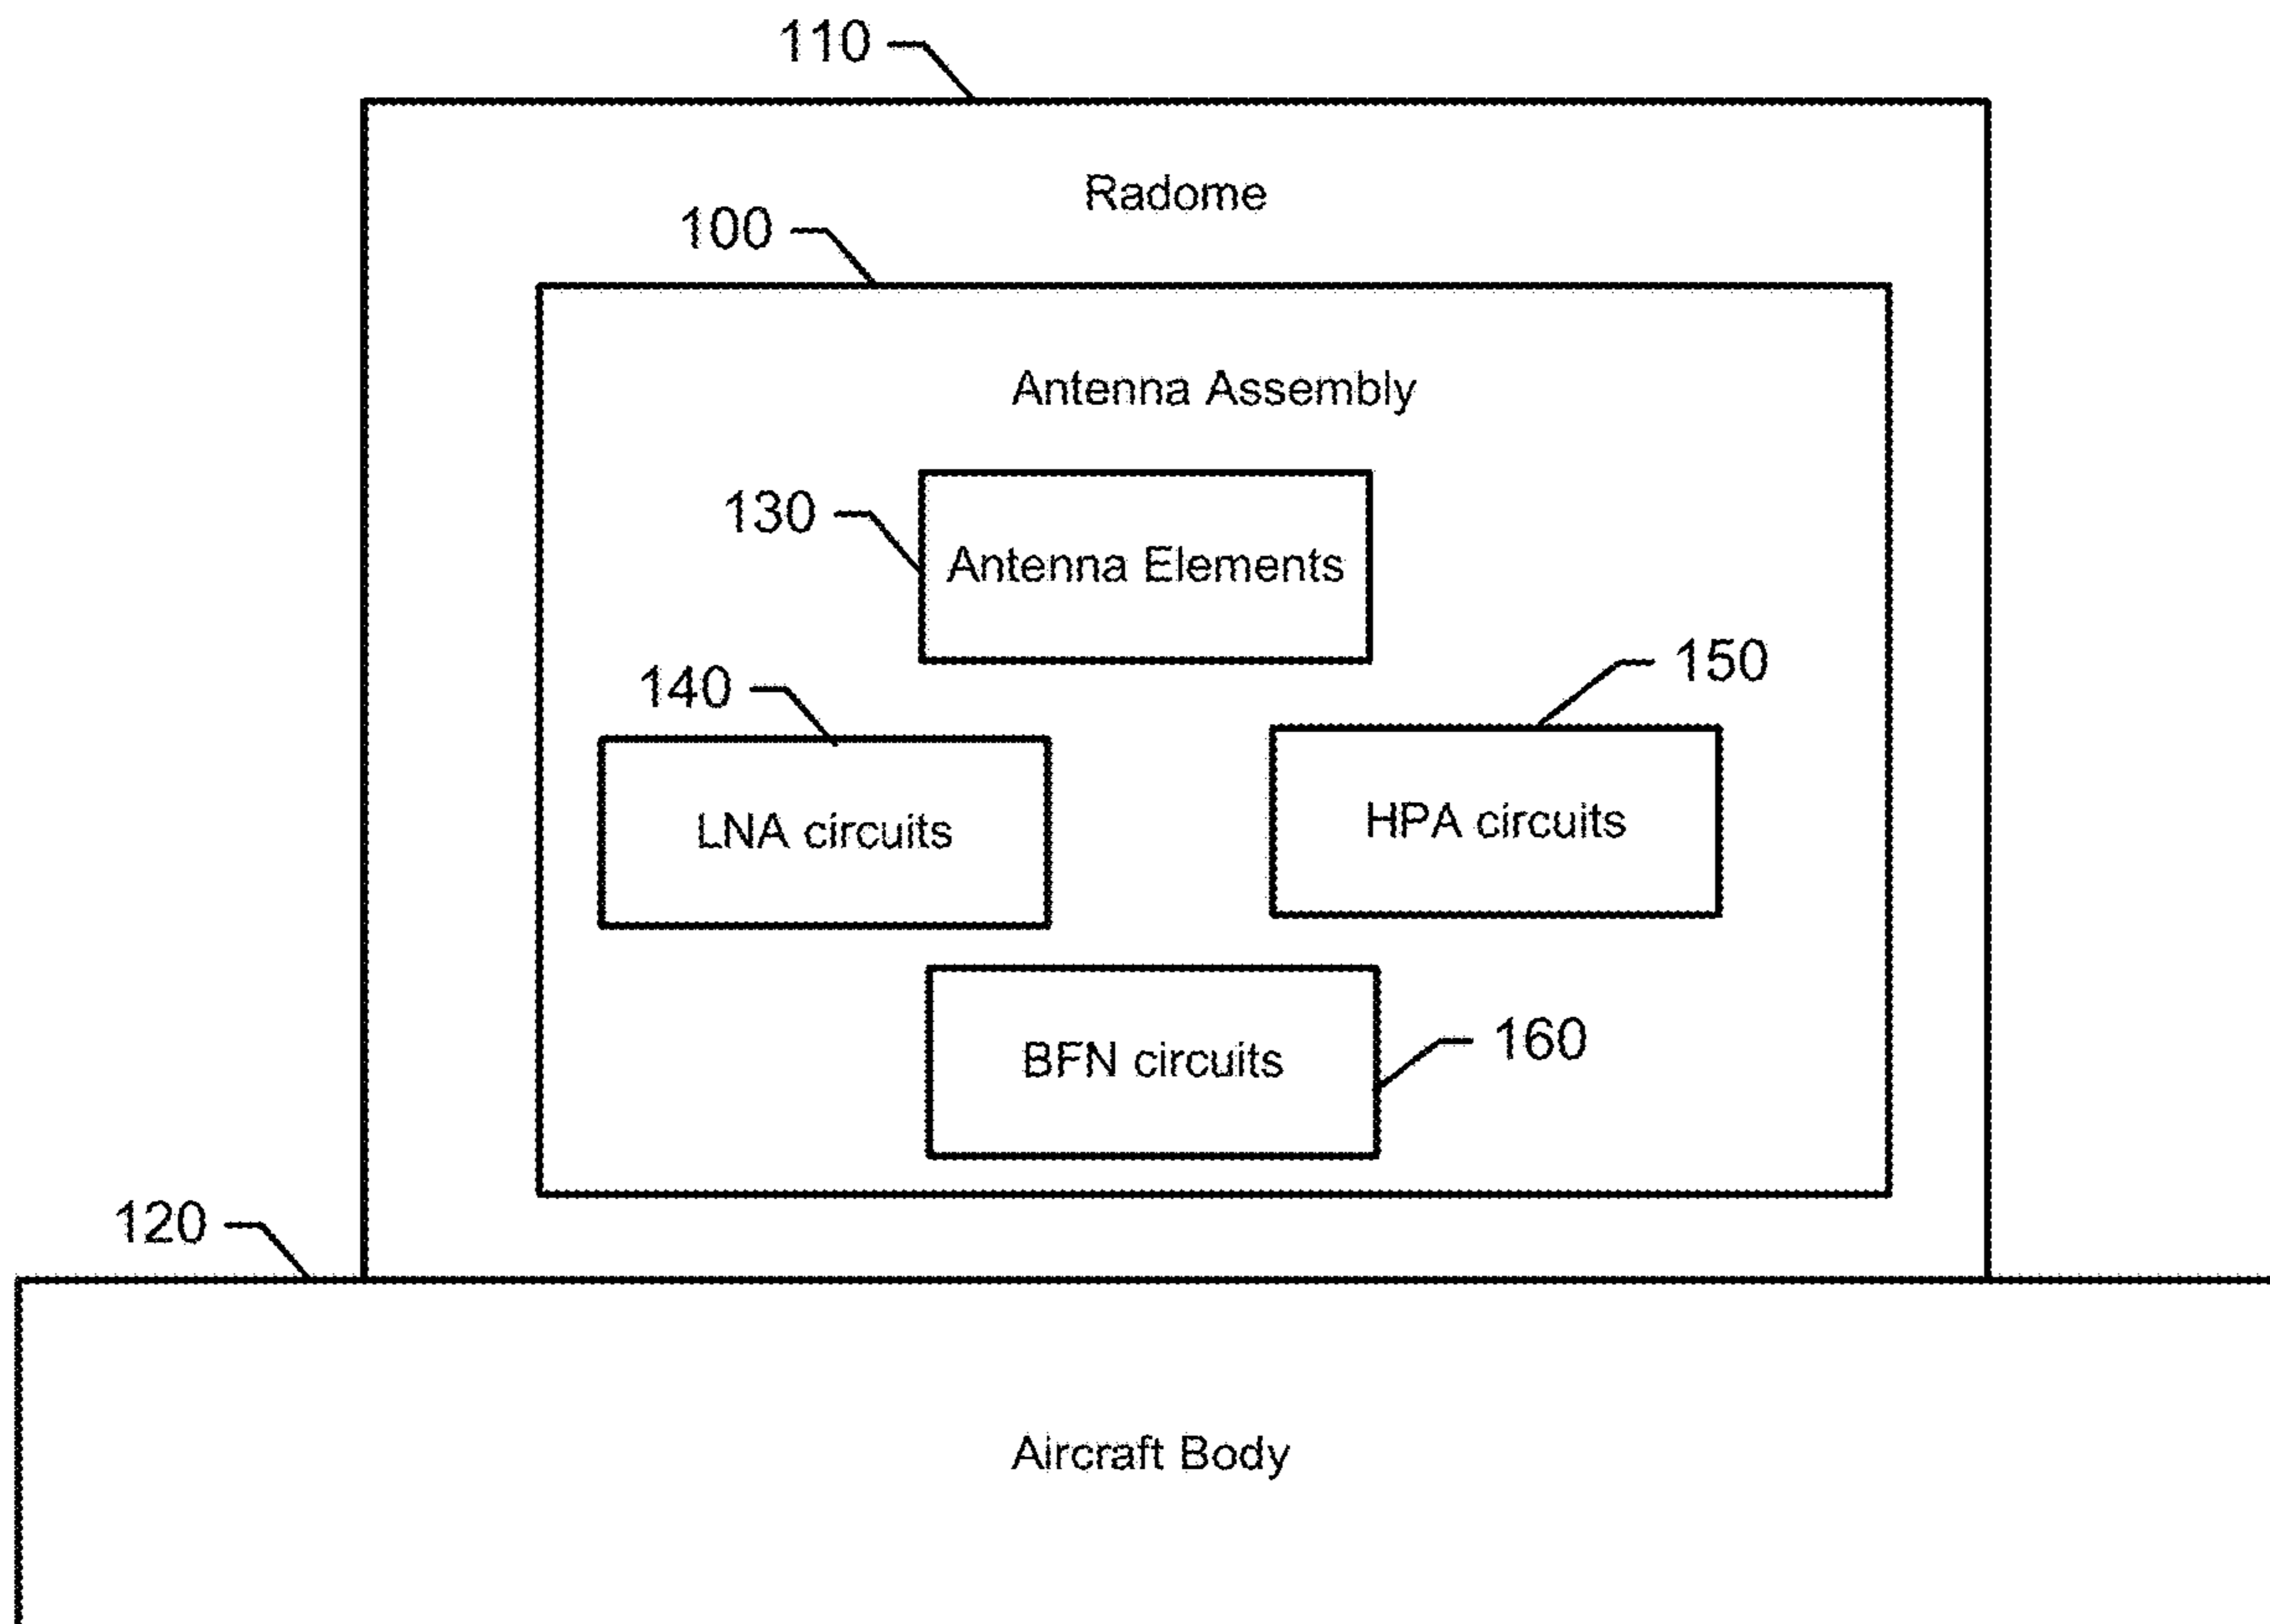 110
Radome
100
Antenna Assembly
130
Antenna Elements
140
150
LNA circuits
HPA circuits
BFN circuits
160
120
Aircraft Body